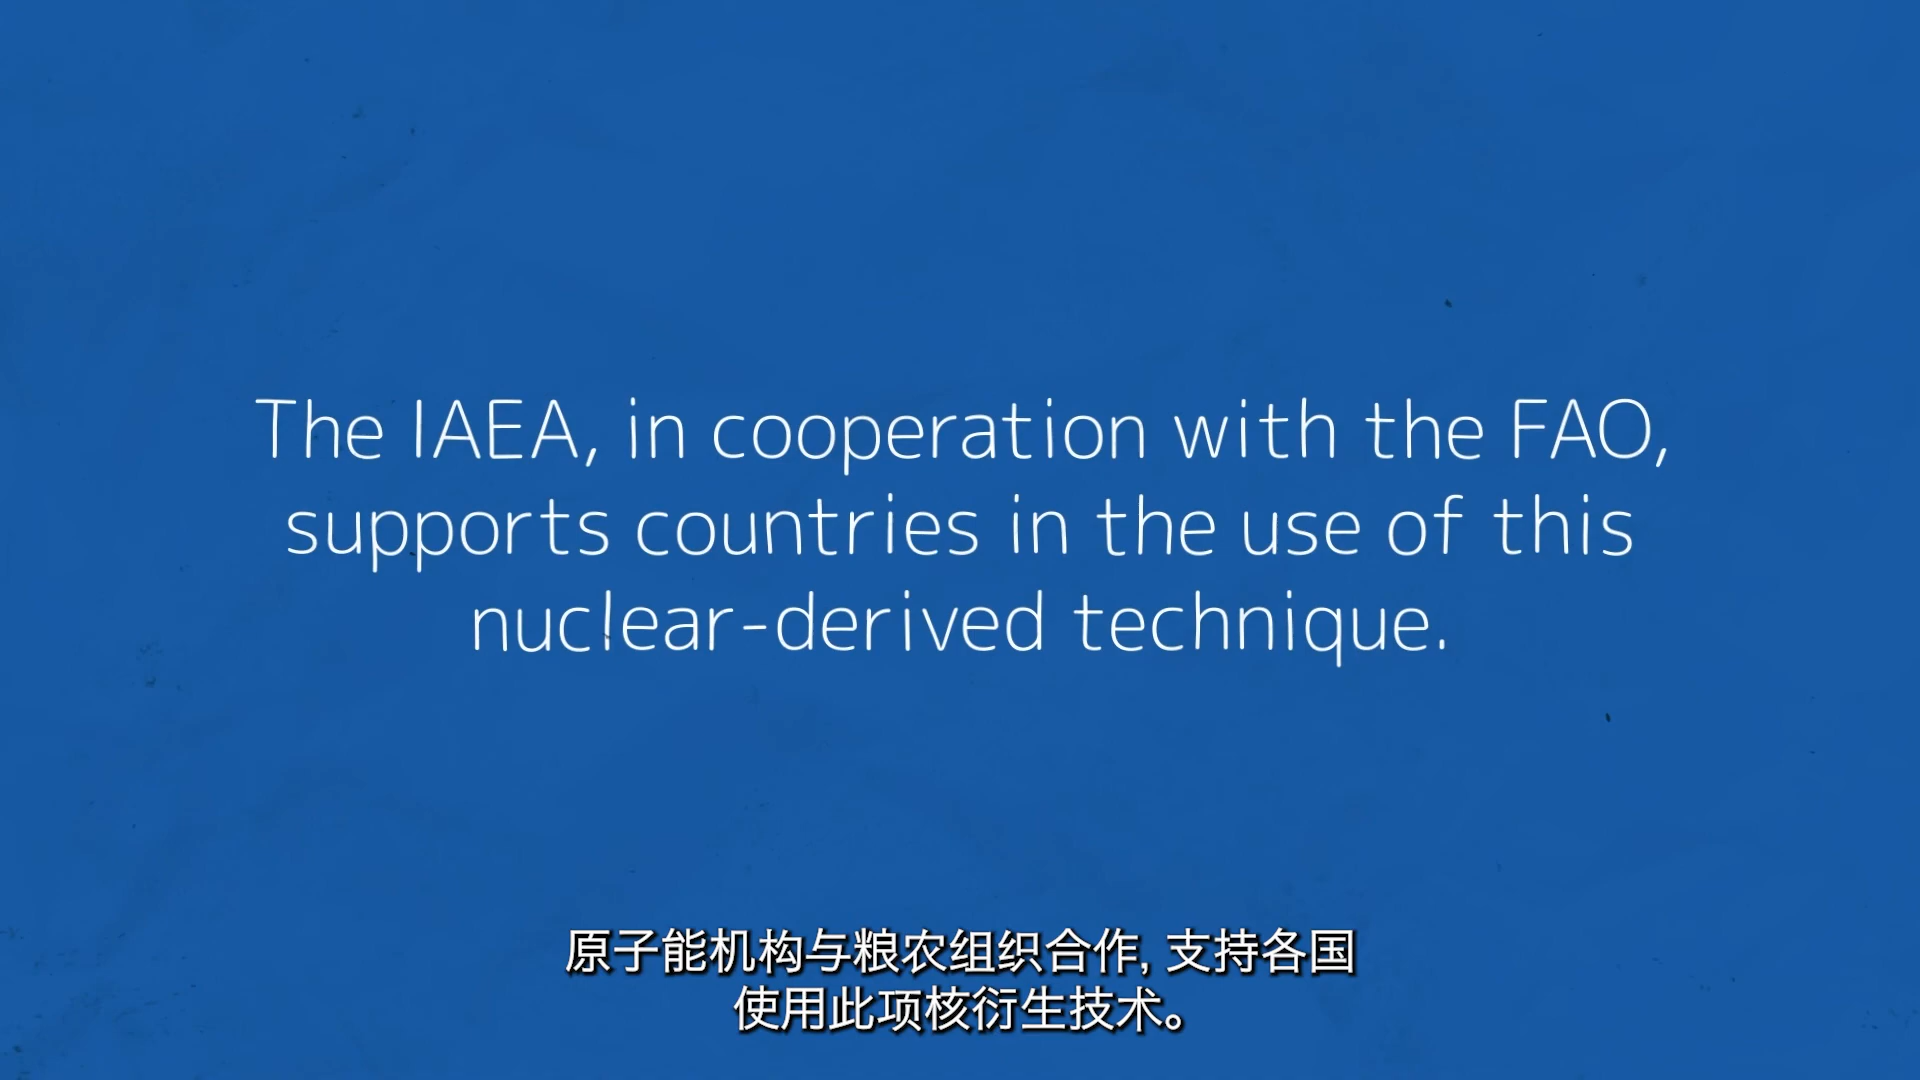 The IAEA, in cooperation with the FAO,
supports countries in the use of this
nuclear-derived technique.
原子能机构与粮农组织合作, 支持各国
使用此项核衍生技术。